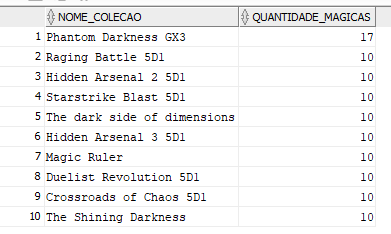 NOME_COLECAO QUANTIDADE_MAGICAS
1 Phantom Darkness GX3 17
2 Raging Battle 5D1 10
3 Hidden Arsenal 2 5D1 10
4 Starstrike Blast 5D1 10
5 The dark side of dimensions 10
6 Hidden Arsenal 3 5D1 10
7 Magic Ruler 10
8 Duelist Revolution 5D1 10
9 Crossroads of Chaos 5D1 10
10 The Shining Darkness 10